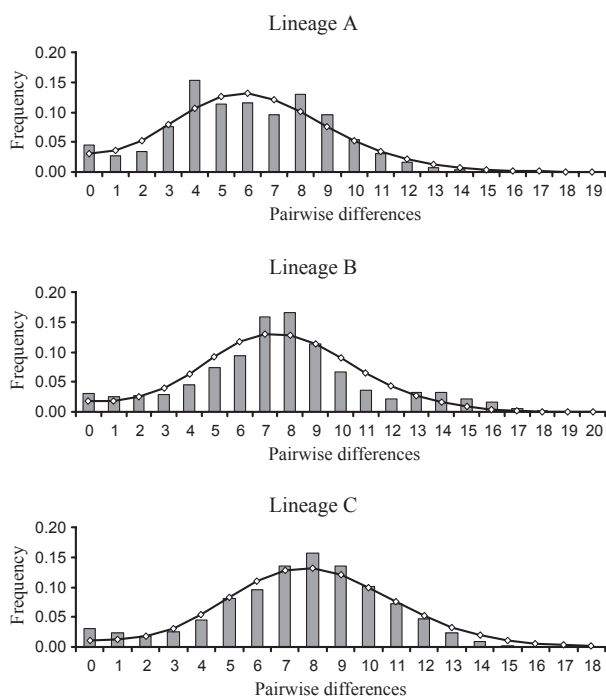 Lineage A
Frequency
0.20
0.15
0.10
0.05
0.00
0 1 2 3 4 5 6 7 8 9 10 11 12 13 14 15 16 17 18 19
Pairwise differences
Lineage B
Frequency
0.20
0.15
0.10
0.05
0.00
0 1 2 3 4 5 6 7 8 9 10 11 12 13 14 15 16 17 18 20
Pairwise differences
Lineage C
Frequency
0.20
0.15
0.10
0.05
0.00
0 1 2 3 4 5 6 7 8 9 10 11 12 13 14 15 16 17 18
Pairwise differences